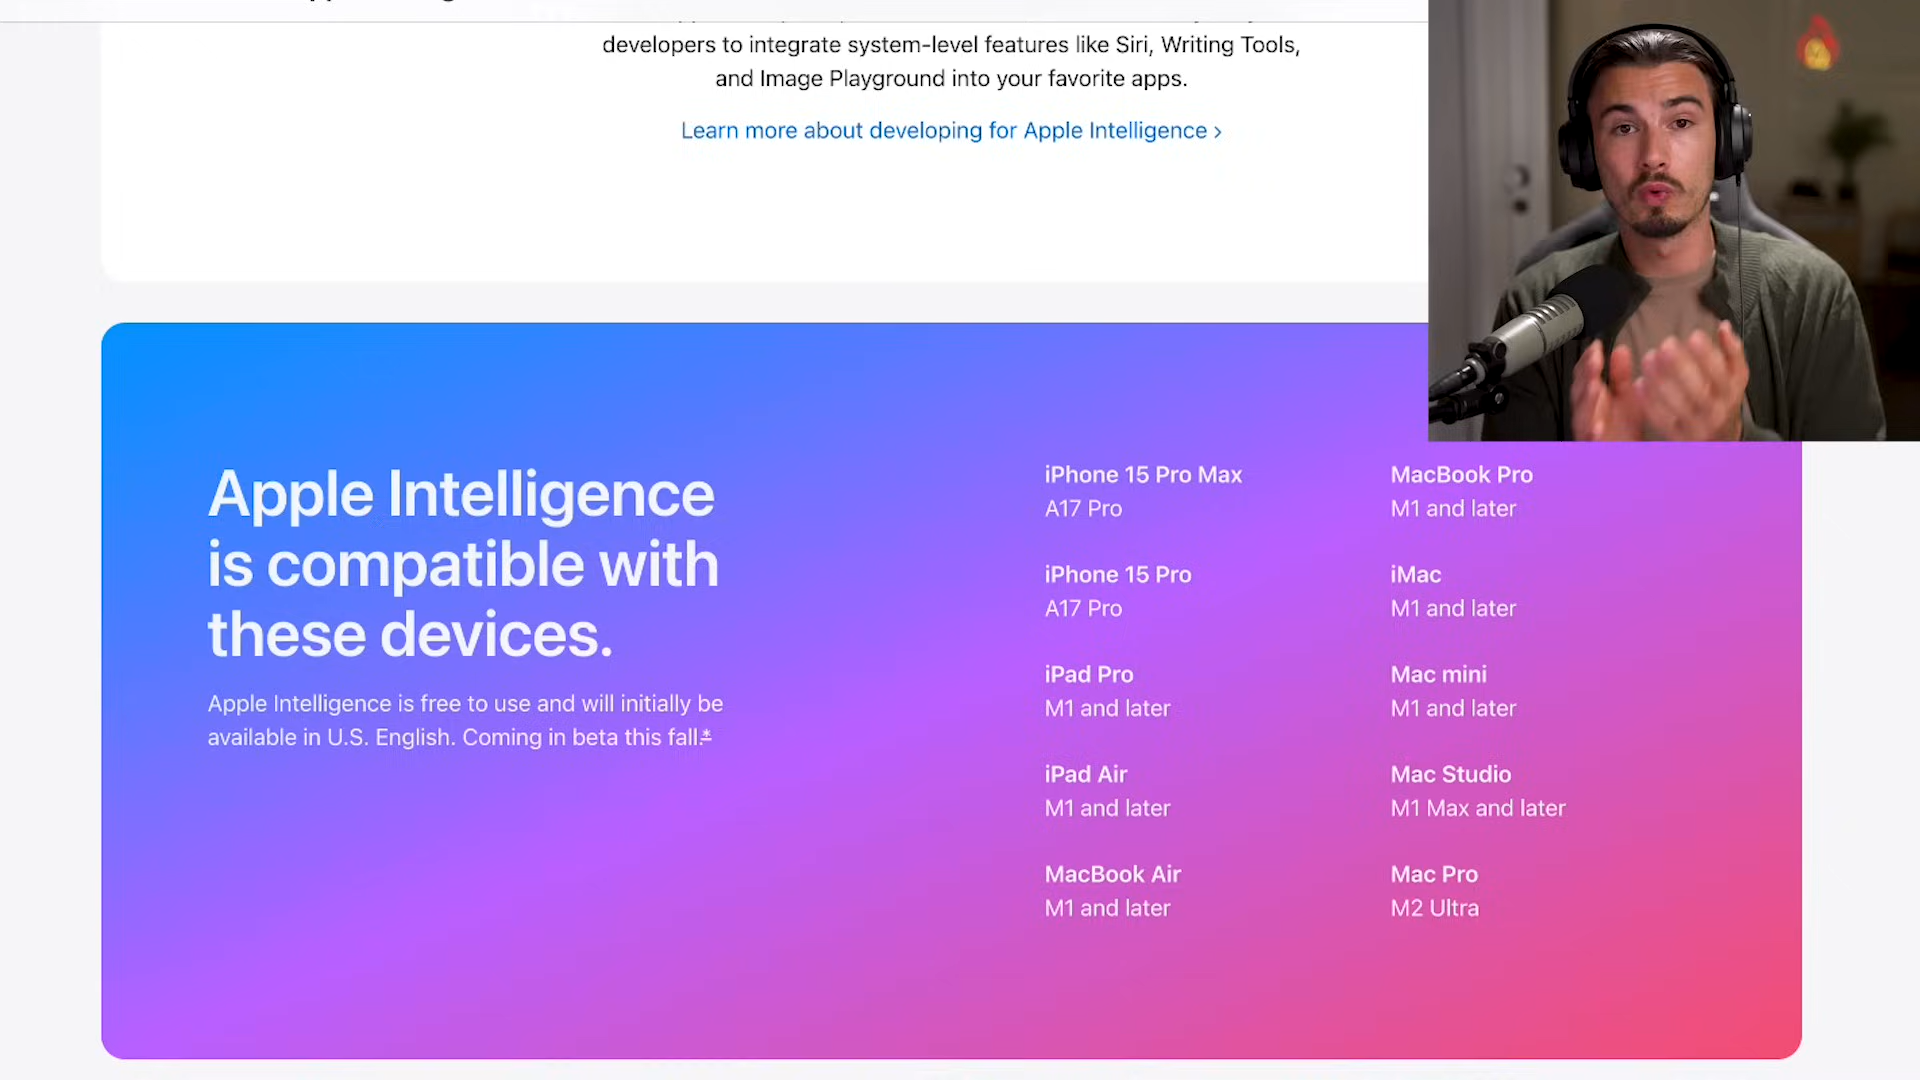 developers to integrate system-level features like Siri, Writing Tools,
and Image Playground into your favorite apps.
Learn more about developing for Apple Intelligence ›
Apple Intelligence
is compatible with
these devices.
Apple Intelligence is free to use and will initially be
available in U.S. English. Coming in beta this fall.*
iPhone 15 Pro Max
A17 Pro
iPhone 15 Pro
A17 Pro
iPad Pro
M1 and later
iPad Air
M1 and later
MacBook Air
M1 and later
MacBook Pro
M1 and later
iMac
M1 and later
Mac mini
M1 and later
Mac Studio
M1 Max and later
Mac Pro
M2 Ultra